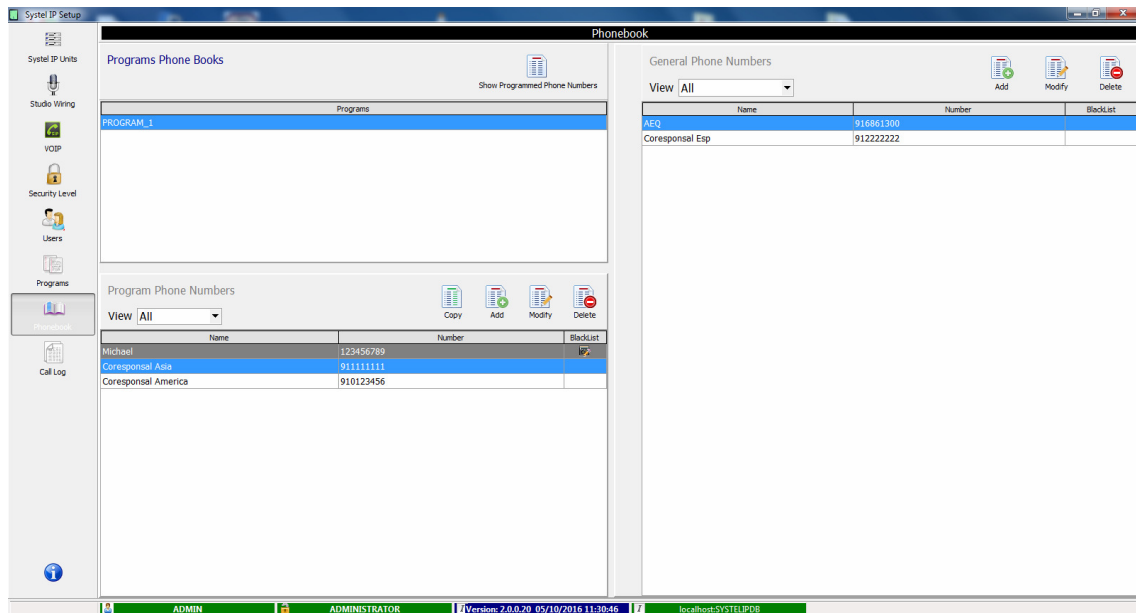 Systel IP Setup
Phonebook
Systel IP Units
Studio Wiring
VOIP
Security Level
Users
Programs
Phonebook
Call Log
Programs Phone Books
Show Programmed Phone Numbers
Programs
PROGRAM_1
Program Phone Numbers
View All
Copy Add Modify Delete
Name Number BlackList
Michael 123456789
Coresponsal Asia 911111111
Coresponsal America 910123456
General Phone Numbers
View All
Add Modify Delete
Name Number BlackList
AEQ 916861300
Coresponsal Esp 912222222
ADMIN ADMINISTRATOR Version: 2.0.0.20 05/10/2016 11:30:46 localhost:SYSTELIPDB